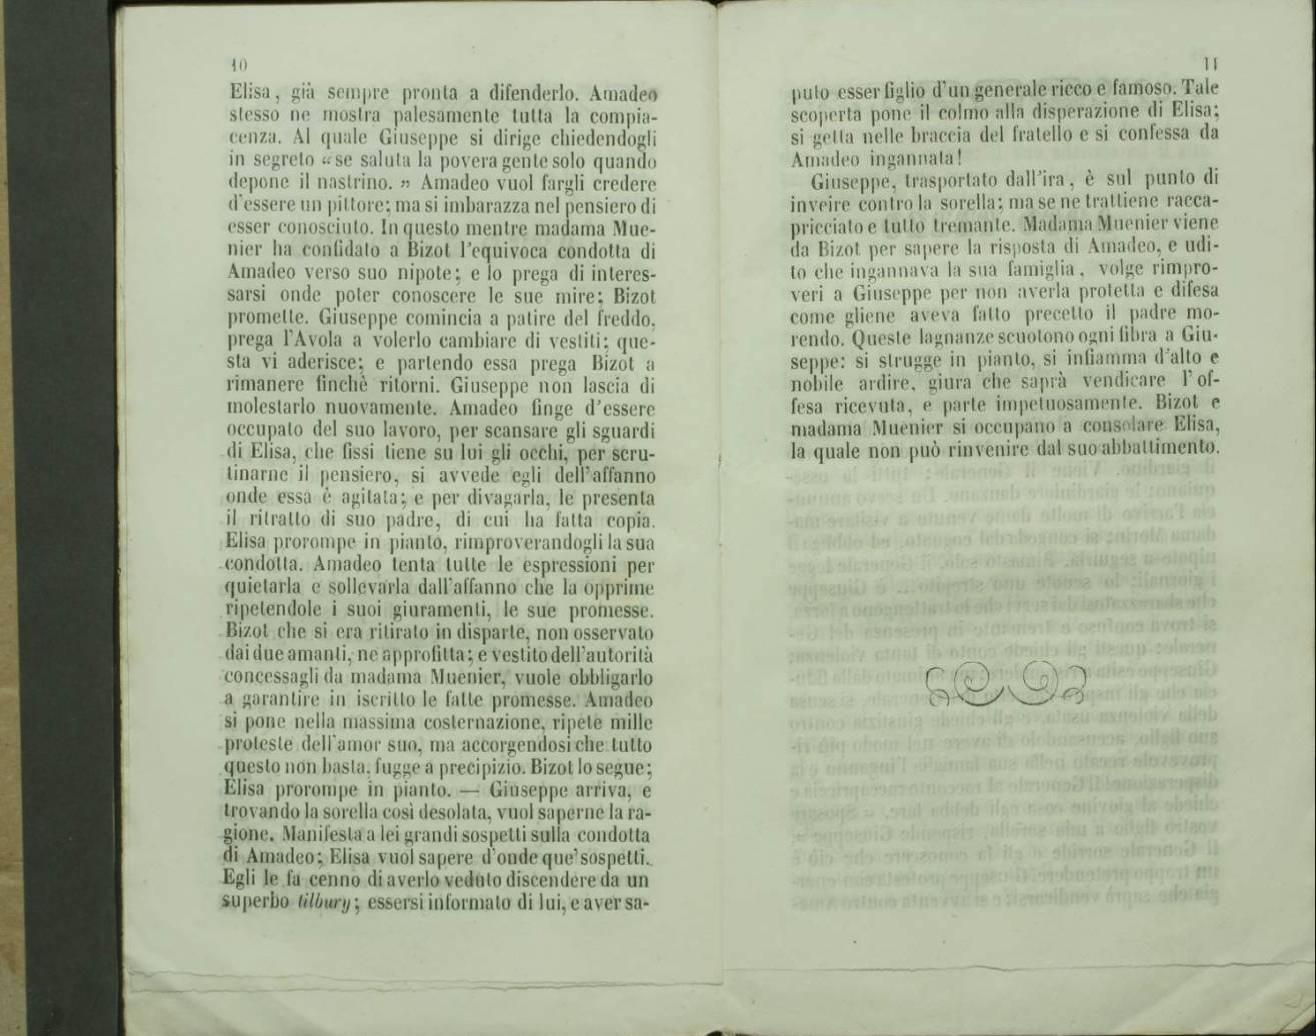 10
Elisa, già sempre pronta a difenderlo. Amadeo
stesso ne mostra palesamente tutta la compia-
cenza. Al quale Giuseppe si dirige chiedendogli
in segreto « se saluta la povera gente solo quando
depone il nastrino. » Amadeo vuol fargli credere
d'essere un pittore; ma si imbarazza nel pensiero di
esser conosciuto. In questo mentre madama Mue-
nier ha confidato a Bizot l'equivoca condotta di
Amadeo verso suo nipote; e lo prega di interes-
sarsi onde poter conoscere le sue mire; Bizot
promette. Giuseppe comincia a patire del freddo,
prega l'Avola a volerlo cambiare di vestiti; que-
sta vi aderisce; e partendo essa prega Bizot a
rimanere finchè ritorni. Giuseppe non lascia di
molestarlo nuovamente. Amadeo finge d'essere
occupato del suo lavoro, per scansare gli sguardi
di Elisa, che fissi tiene su lui gli occhi, per scru-
tinarne il pensiero, si avvede egli dell'affanno
onde essa è agitata; e per divagarla, le presenta
il ritratto di suo padre, di cui ha fatta copia.
Elisa prorompe in pianto, rimproverandogli la sua
condotta. Amadeo tenta tutte le espressioni per
quietarla e sollevarla dall'affanno che la opprime
ripetendole i suoi giuramenti, le sue promesse.
Bizot che si era ritirato in disparte, non osservato
dai due amanti, ne approfitta; e vestito dell'autorità
concessagli da madama Muenier, vuole obbligarlo
a garantire in iscritto le fatte promesse. Amadeo
si pone nella massima costernazione, ripete mille
proteste dell'amor suo, ma accorgendosi che tutto
questo non basta, fugge a precipizio. Bizot lo segue;
Elisa prorompe in pianto. — Giuseppe arriva, e
trovando la sorella così desolata, vuol saperne la ra-
gione. Manifesta a lei grandi sospetti sulla condotta
di Amadeo; Elisa vuol sapere d'onde que' sospetti.
Egli le fa cenno di averlo veduto discendere da un
superbo tilbury; essersi informato di lui, e aver sa-
11
puto esser figlio d'un generale ricco e famoso. Tale
scoperta pone il colmo alla disperazione di Elisa;
si getta nelle braccia del fratello e si confessa da
Amadeo ingannata!
Giuseppe, trasportato dall'ira, è sul punto di
inveire contro la sorella; ma se ne trattiene racca-
pricciato e tutto tremante. Madama Muenier viene
da Bizot per sapere la risposta di Amadeo, e udi-
to che ingannava la sua famiglia, volge rimpro-
veri a Giuseppe per non averla protetta e difesa
come gliene aveva fatto precetto il padre mo-
rendo. Queste lagnanze scuotono ogni fibra a Giu-
seppe: si strugge in pianto, si infiamma d'alto e
nobile ardire, giura che saprà vendicare l'of-
fesa ricevuta, e parte impetuosamente. Bizot e
madama Muenier si occupano a consolare Elisa,
la quale non può rinvenire dal suo abbattimento.